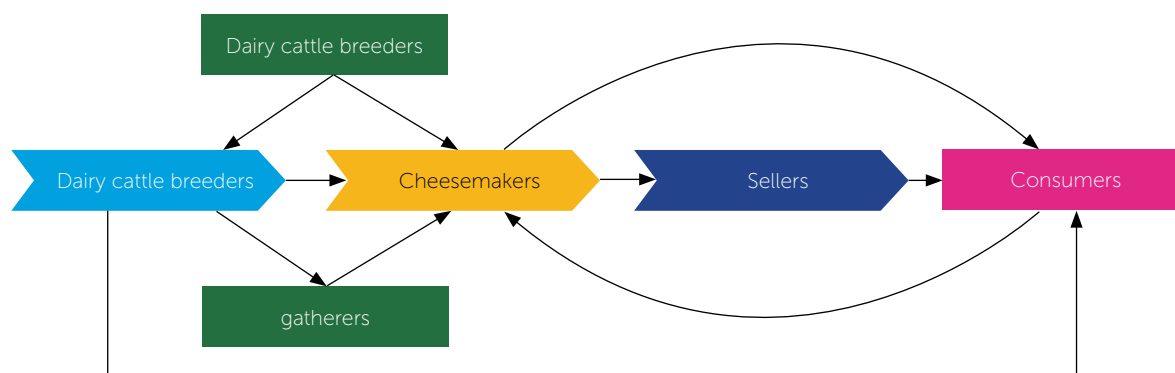 Dairy cattle breeders
Dairy cattle breeders
Cheesemakers
Sellers
Consumers
gatherers